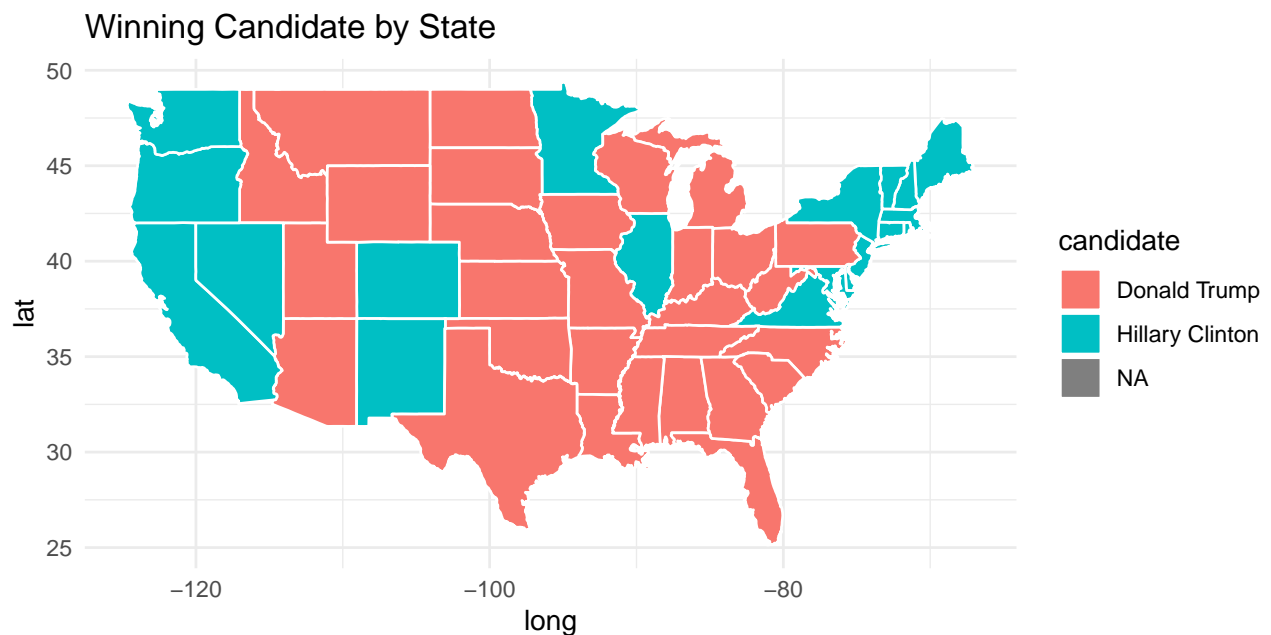 Winning Candidate by State
50
45
40
35
30
25
lat
−120
−100
−80
long
candidate
Donald Trump
Hillary Clinton
NA